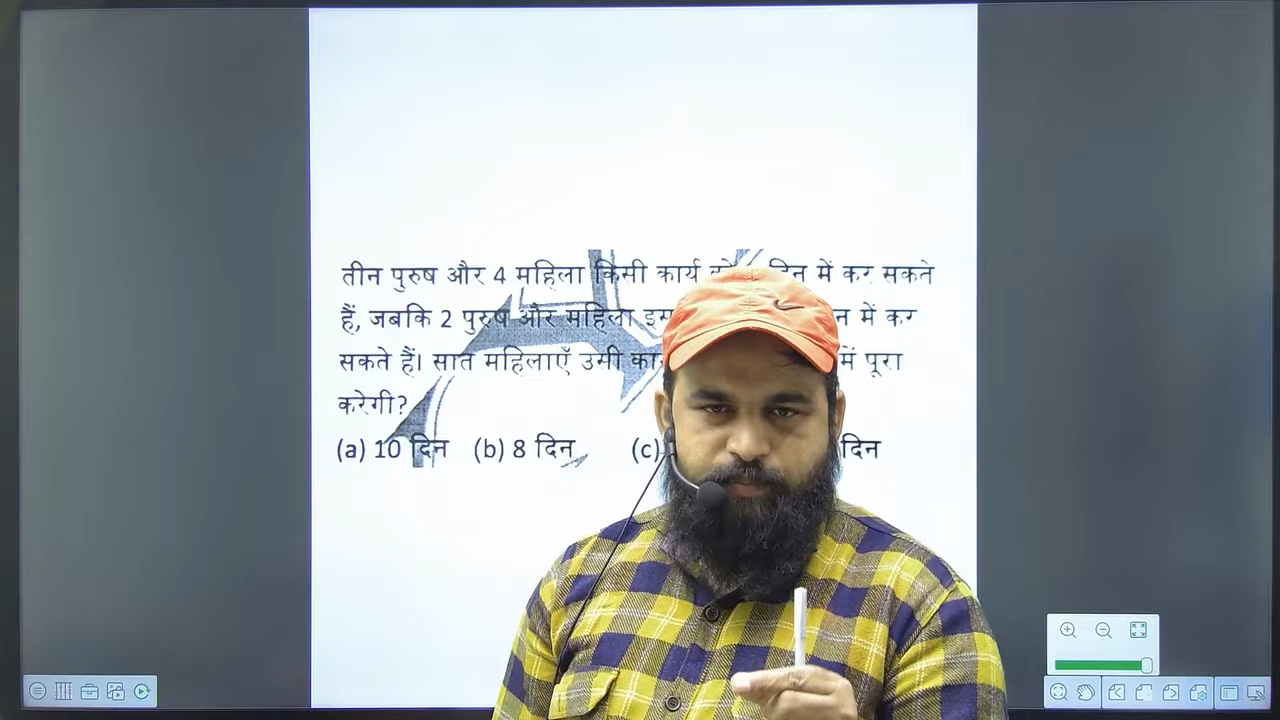 तीन पुरुष और 4 महिला किसी कार्य को दिन में कर सकते
हैं, जबकि 2 पुरुष और महिला इस न में कर
सकते हैं। सात महिलाएँ उसी में पूरा
करेगी?
(a) 10 दिन (b) 8 दिन (c) दिन